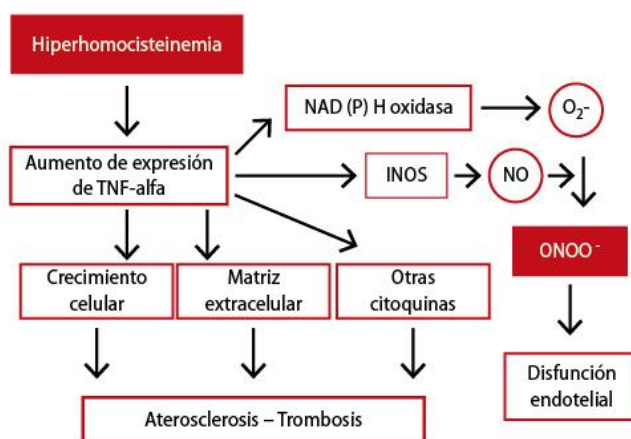 Hiperhomocisteinemia
NAD (P) H oxidasa
O₂-
Aumento de expresión
de TNF-alfa
INOS
NO
ONOO -
Crecimiento
celular
Matriz
extracelular
Otras
citoquinas
Disfunción
endotelial
Aterosclerosis – Trombosis